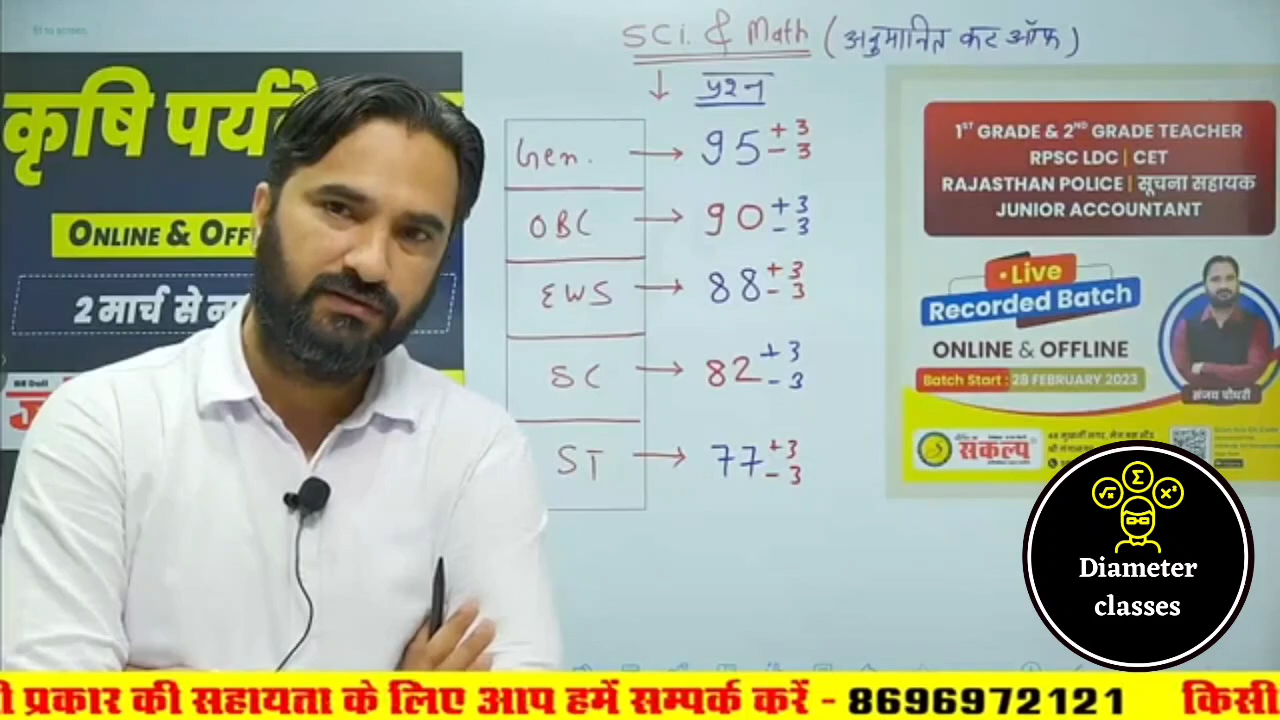 fit to screen
SCi. & Math (अनुमानित कट ऑफ)
प्रश्न
Gen. → 95 +3 -3
OBC → 90 +3 -3
EWS → 88 +3 -3
SC → 82 +3 -3
ST → 77 +3 -3
कृषि पर्य
ONLINE & OFF
2 मार्च से
1ST GRADE & 2ND GRADE TEACHER
RPSC LDC | CET
RAJASTHAN POLICE | सूचना सहायक
JUNIOR ACCOUNTANT
• Live
Recorded Batch
ONLINE & OFFLINE
Batch Start : 28 FEBRUARY 2023
संजय चौधरी
संकल्प
Diameter
classes
ी प्रकार की सहायता के लिए आप हमें सम्पर्क करें - 8696972121 किसी